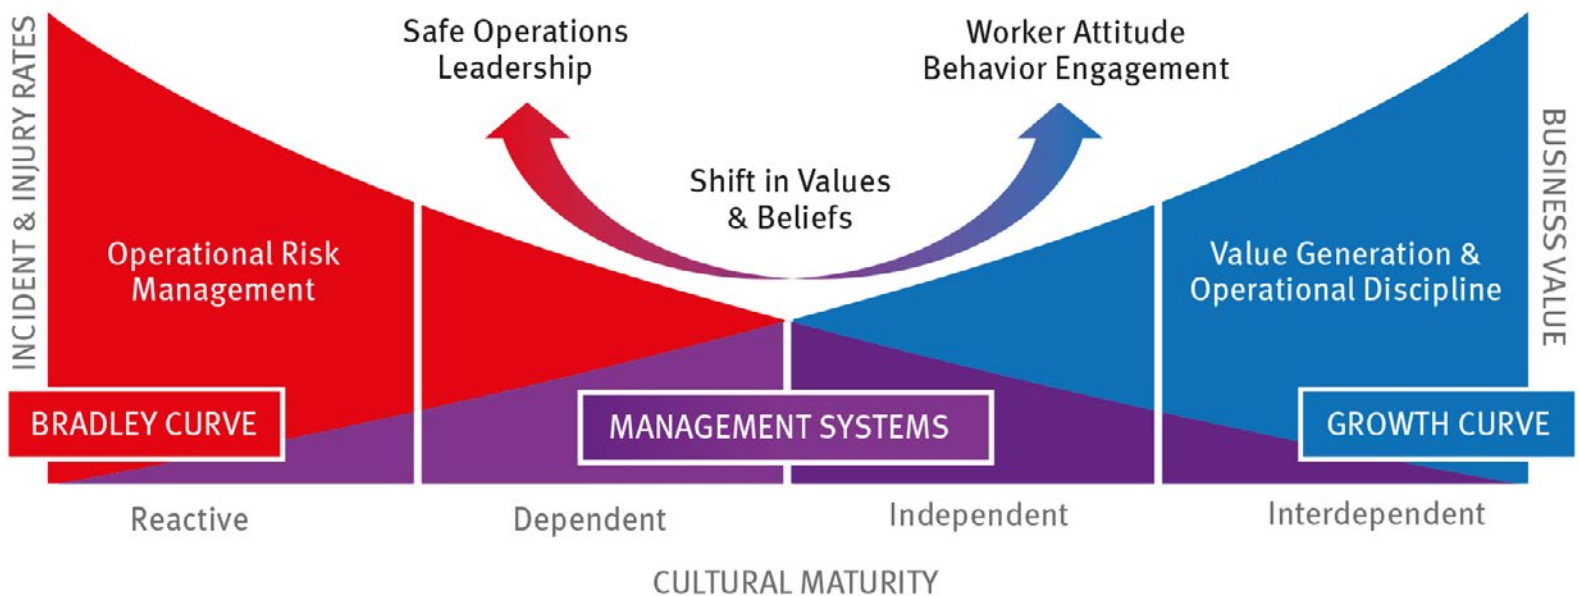 Safe Operations
Leadership
Worker Attitude
Behavior Engagement
INCIDENT & INJURY RATES
Shift in Values
& Beliefs
BUSINESS VALUE
Operational Risk
Management
Value Generation &
Operational Discipline
BRADLEY CURVE
MANAGEMENT SYSTEMS
GROWTH CURVE
Reactive
Dependent
Independent
Interdependent
CULTURAL MATURITY